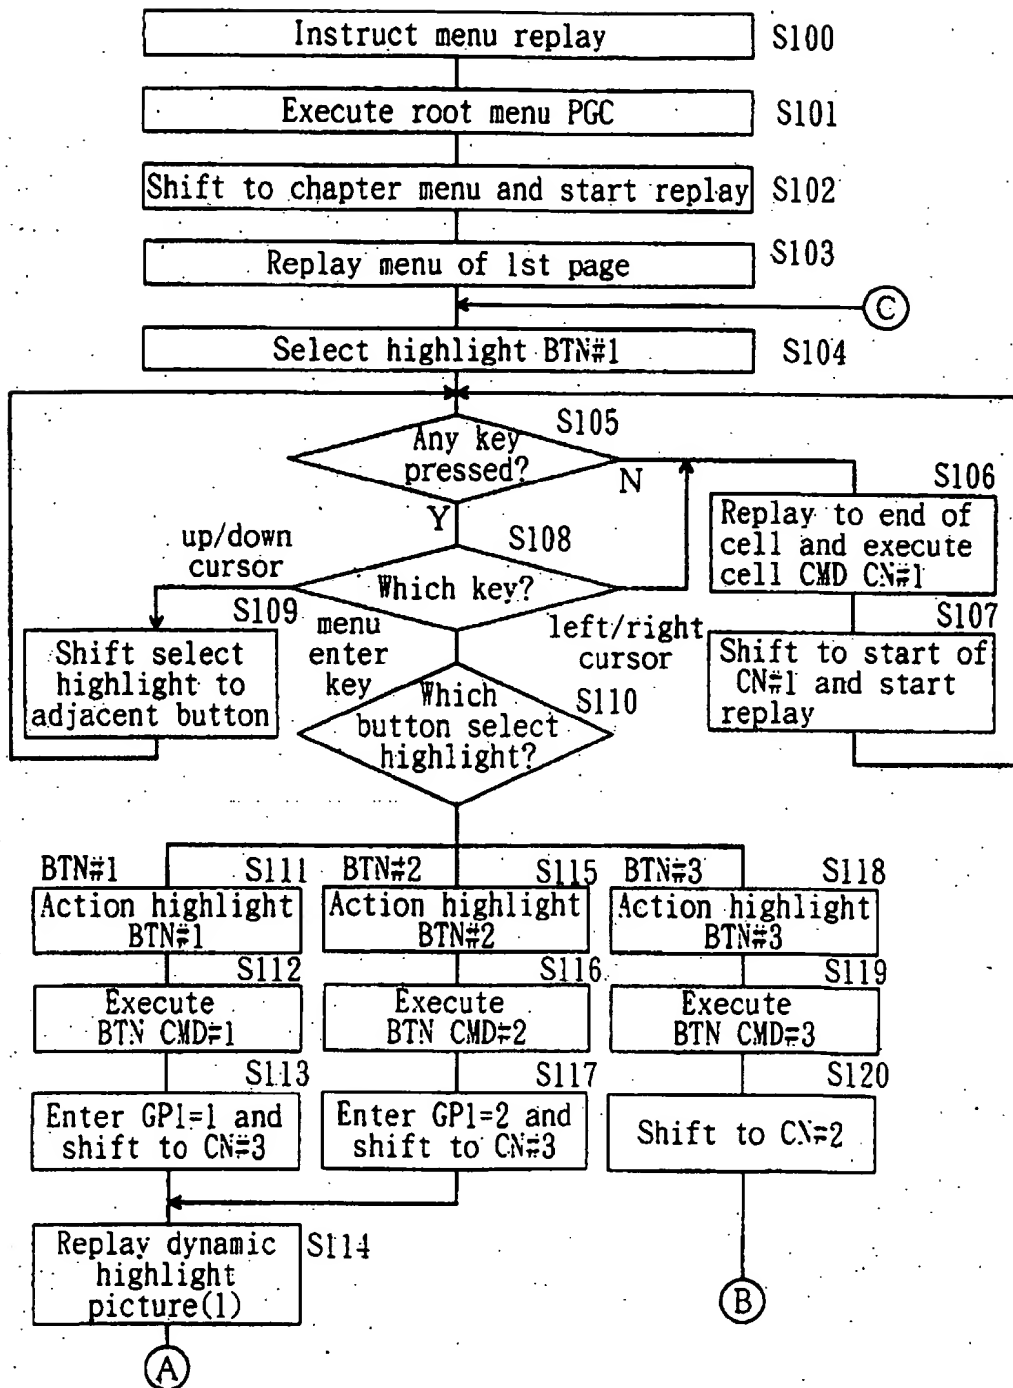 Instruct menu replay S100
Execute root menu PGC S101
Shift to chapter menu and start replay S102
Replay menu of 1st page S103
C
Select highlight BTN#1 S104
S105
Any key
pressed?
N
Y
S106
Replay to end of
cell and execute
cell CMD CN#1
up/down
cursor
S108
Which key?
S109
Shift select
highlight to
adjacent button
menu
enter
key
left/right
cursor
S107
Shift to start of
CN#1 and start
replay
S110
Which
button select
highlight?
BTN#1 S111
Action highlight
BTN#1
S112
Execute
BTN CMD#1
S113
Enter GP1=1 and
shift to CN#3
BTN#2 S115
Action highlight
BTN#2
S116
Execute
BTN CMD#2
S117
Enter GP1=2 and
shift to CN#3
BTN#3 S118
Action highlight
BTN#3
S119
Execute
BTN CMD#3
S120
Shift to CN#2
Replay dynamic
highlight
picture(1)
S114
A
B